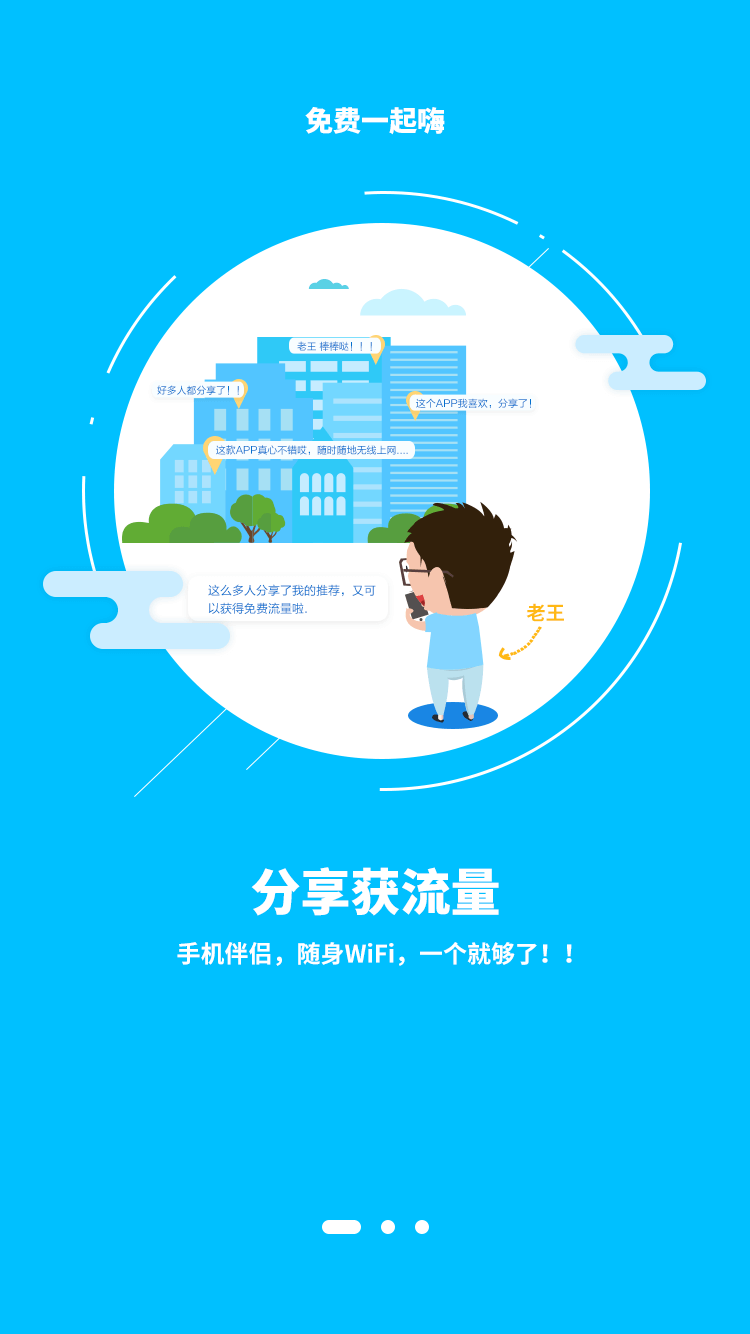 免费一起嗨
老王 棒棒哒！！！
好多人都分享了！！
这个APP我喜欢，分享了！
这款APP真心不错哎，随时随地无线上网....
这么多人分享了我的推荐，又可
以获得免费流量啦.
老王
分享获流量
手机伴侣，随身WiFi，一个就够了！！